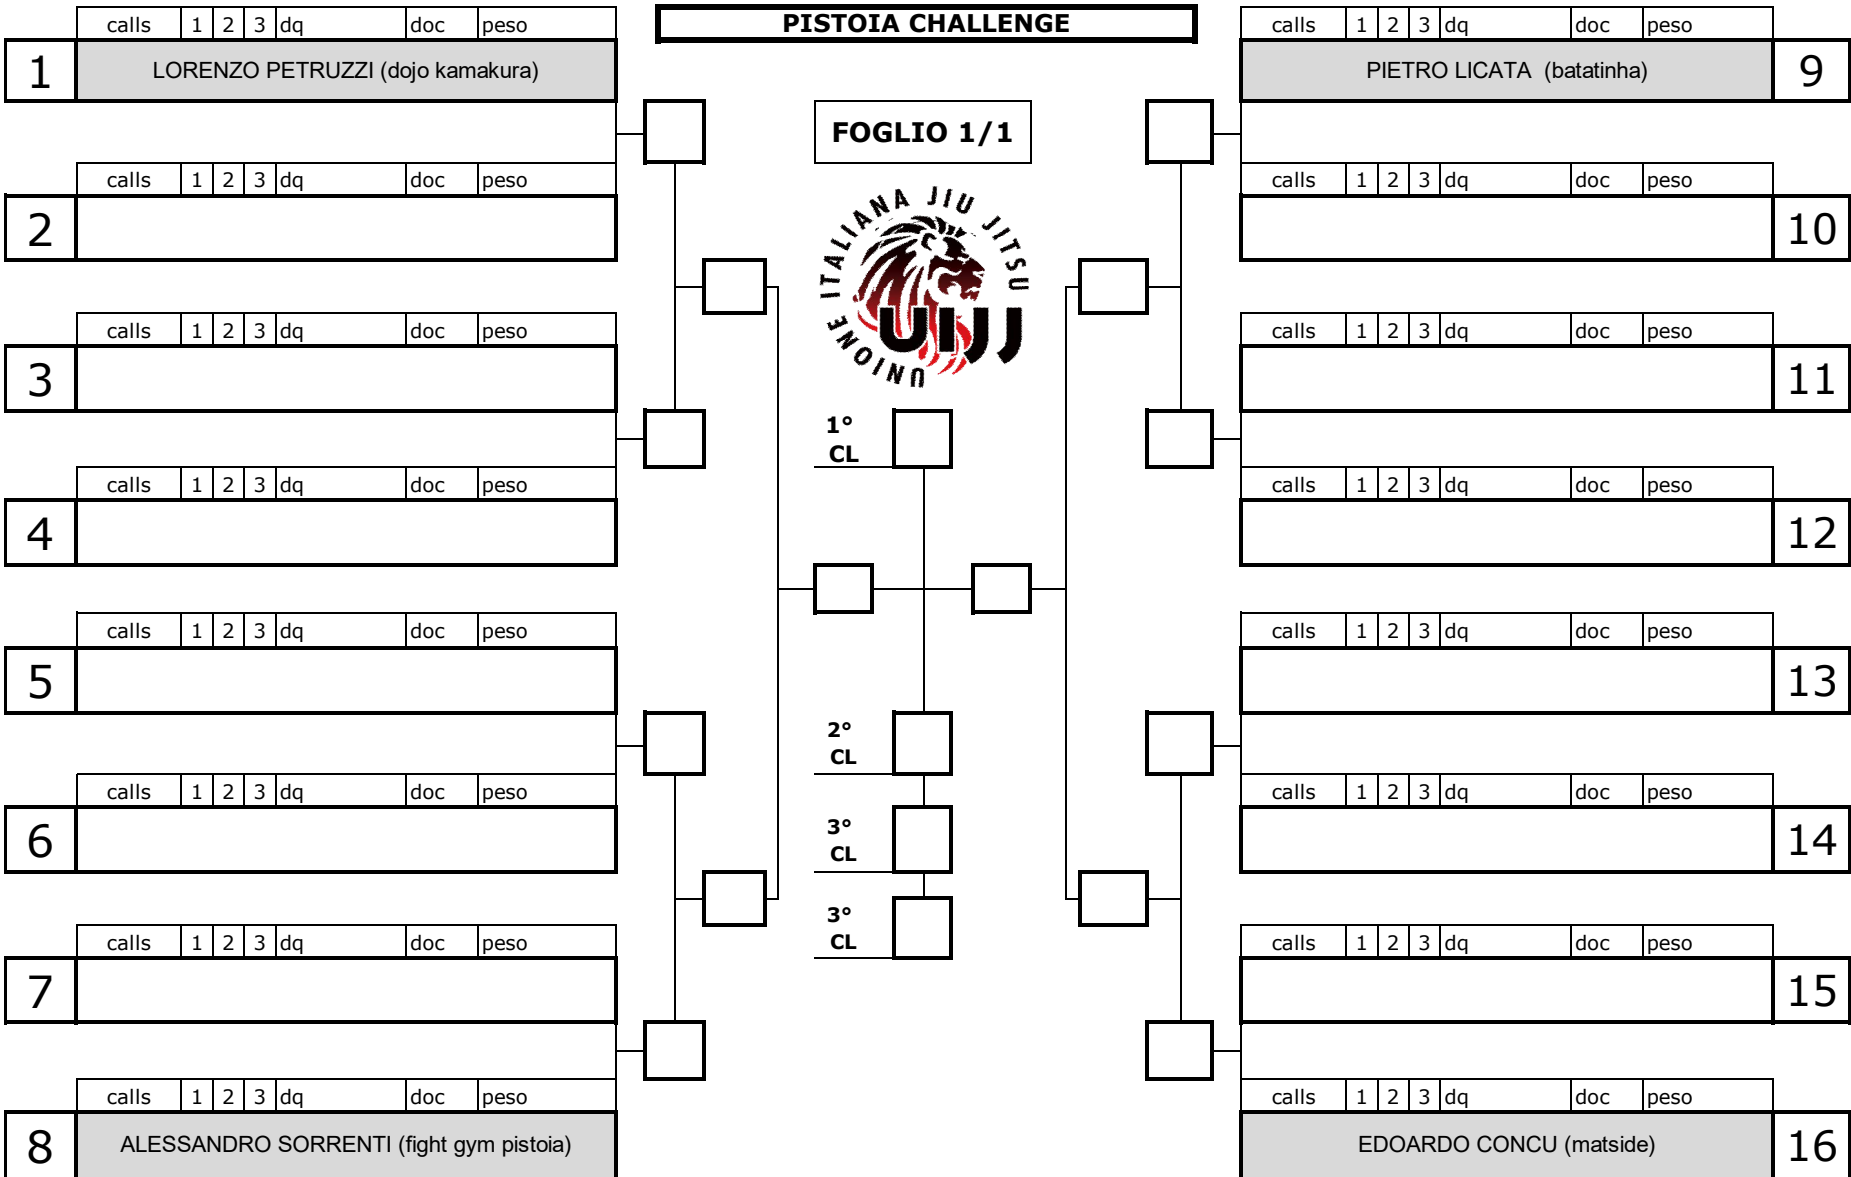 calls 1 2 3 dq doc peso
PISTOIA CHALLENGE
calls 1 2 3 dq doc peso
1 LORENZO PETRUZZI (dojo kamakura)
PIETRO LICATA (batatinha) 9
FOGLIO 1/1
calls 1 2 3 dq doc peso
calls 1 2 3 dq doc peso
2
10
UNIONE ITALIANA JIU JITSU
UIJJ
calls 1 2 3 dq doc peso
calls 1 2 3 dq doc peso
3
11
1°
CL
calls 1 2 3 dq doc peso
calls 1 2 3 dq doc peso
4
12
calls 1 2 3 dq doc peso
calls 1 2 3 dq doc peso
5
13
2°
CL
calls 1 2 3 dq doc peso
calls 1 2 3 dq doc peso
6
14
3°
CL
3°
CL
calls 1 2 3 dq doc peso
calls 1 2 3 dq doc peso
7
15
calls 1 2 3 dq doc peso
calls 1 2 3 dq doc peso
8 ALESSANDRO SORRENTI (fight gym pistoia)
EDOARDO CONCU (matside) 16